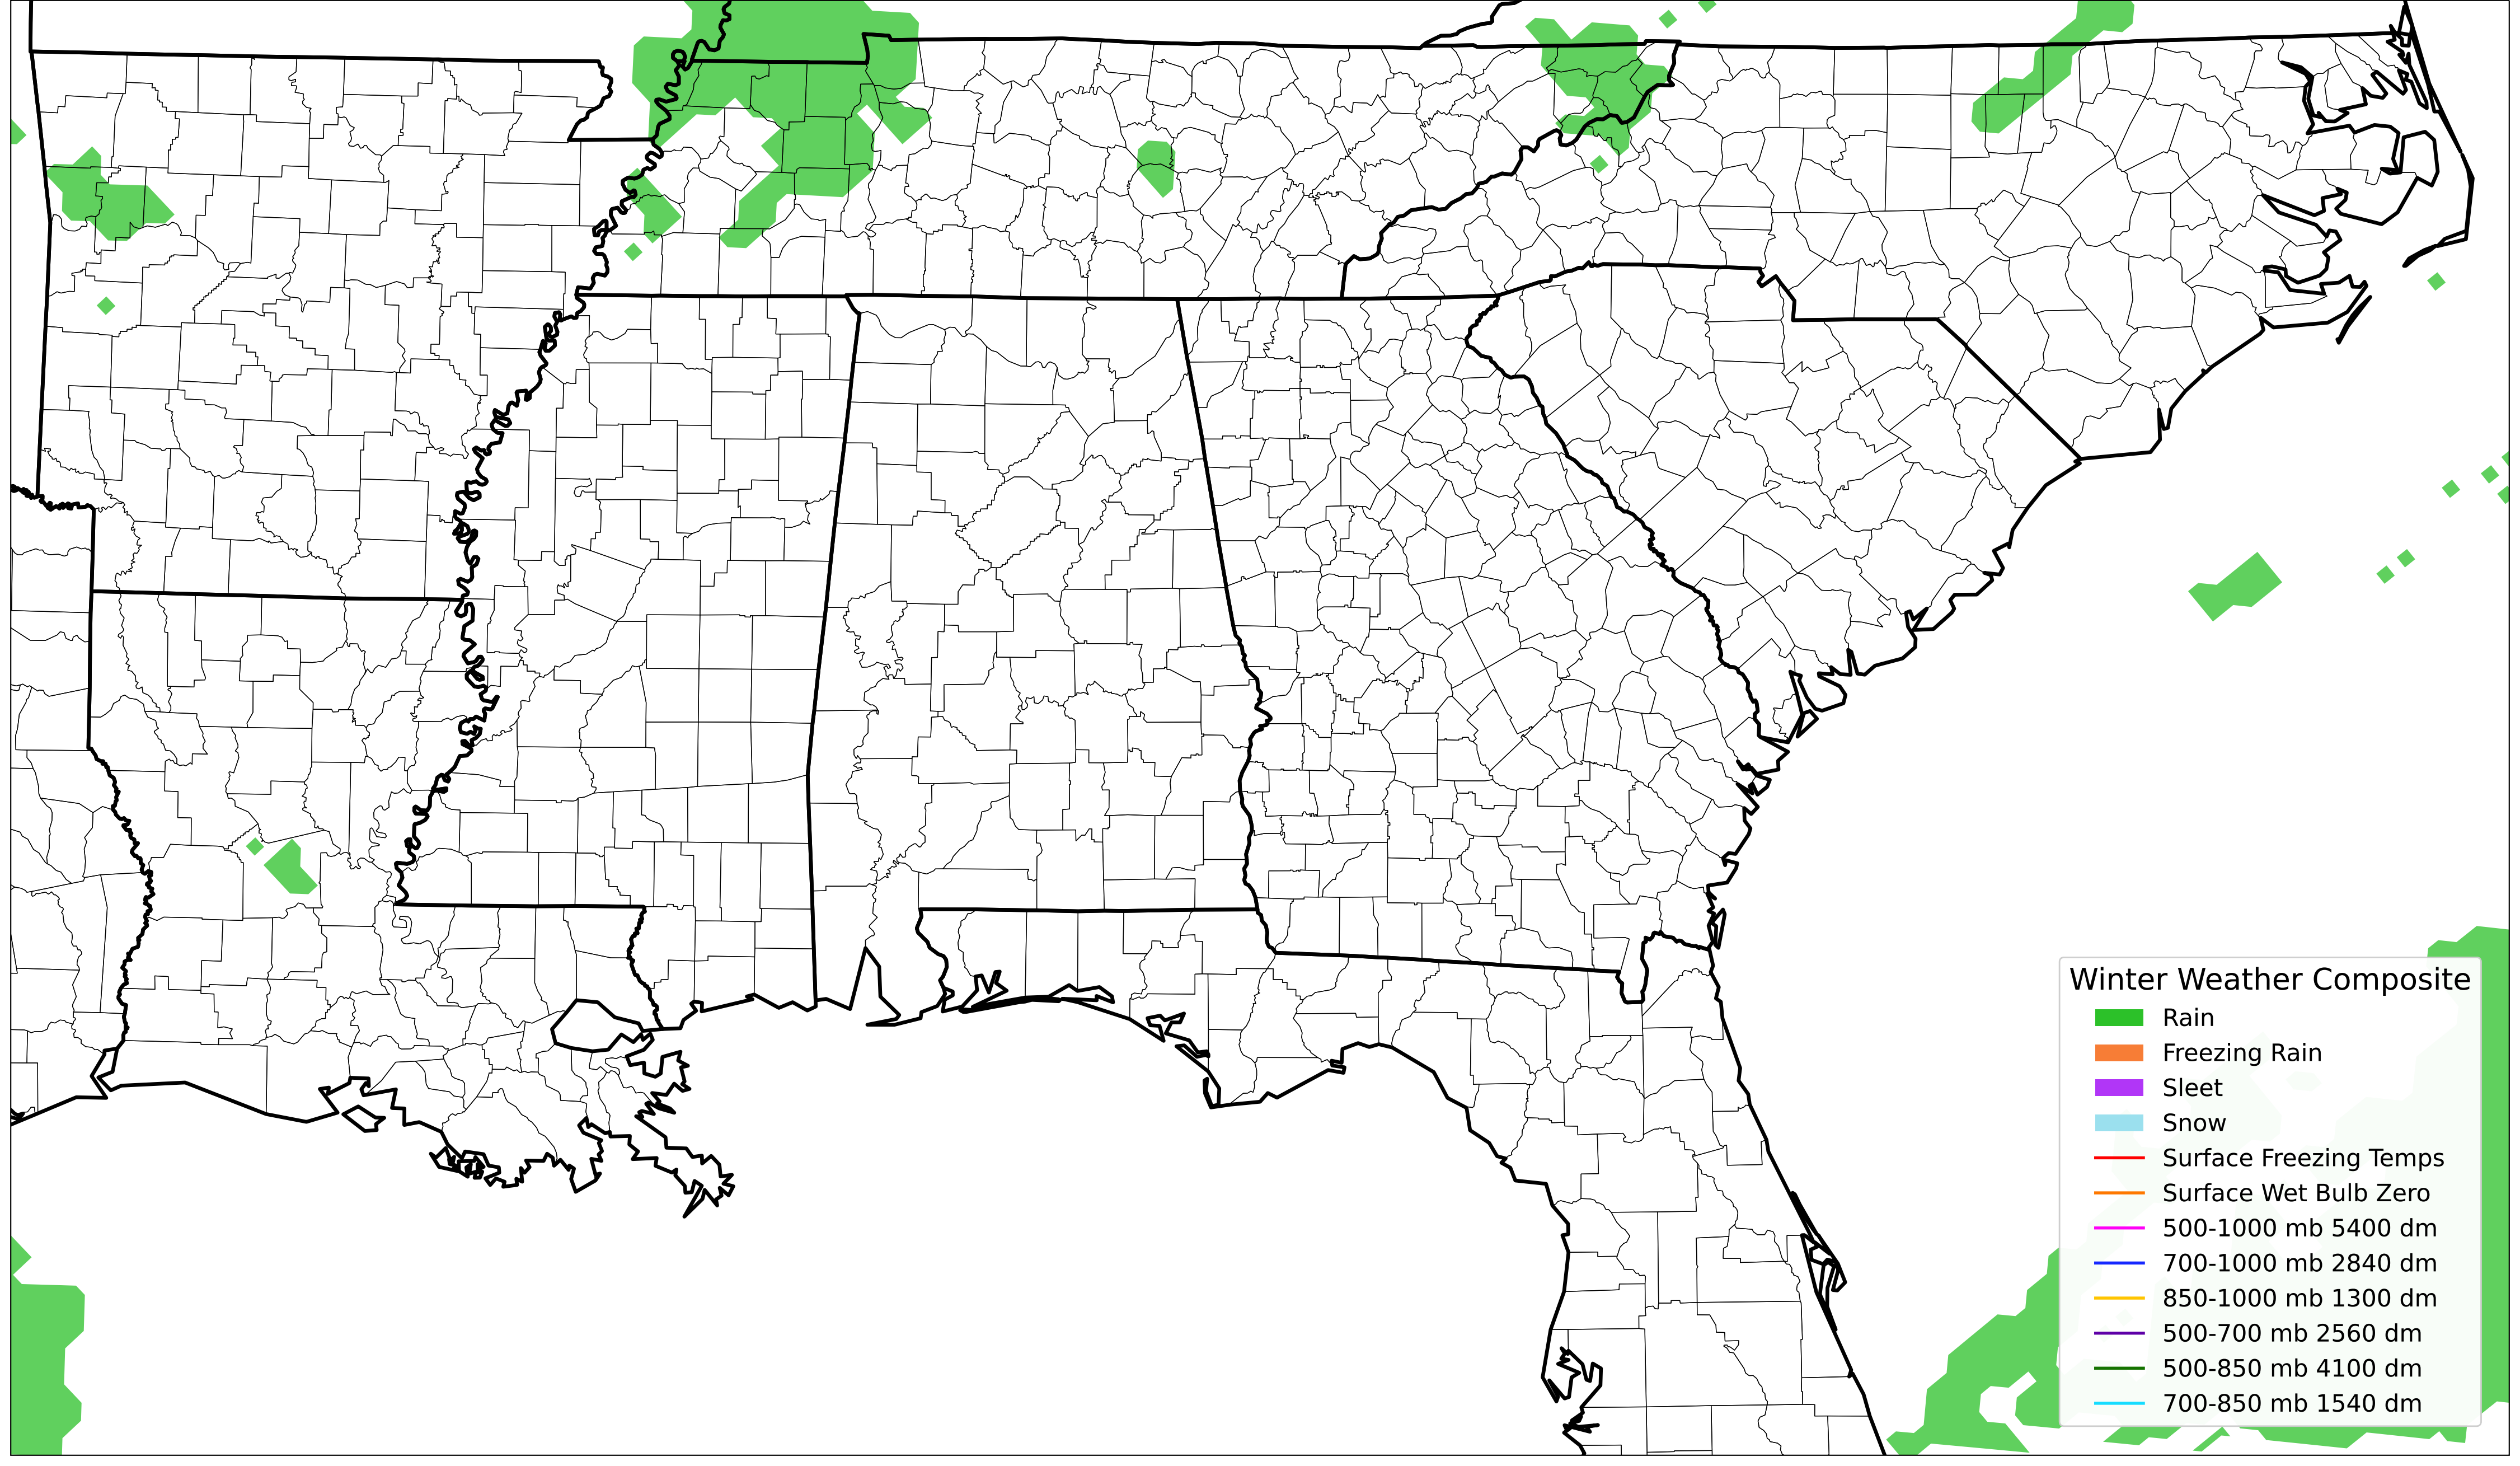 Winter Weather Composite
Rain
Freezing Rain
Sleet
Snow
Surface Freezing Temps
Surface Wet Bulb Zero
500-1000 mb 5400 dm
700-1000 mb 2840 dm
850-1000 mb 1300 dm
500-700 mb 2560 dm
500-850 mb 4100 dm
700-850 mb 1540 dm